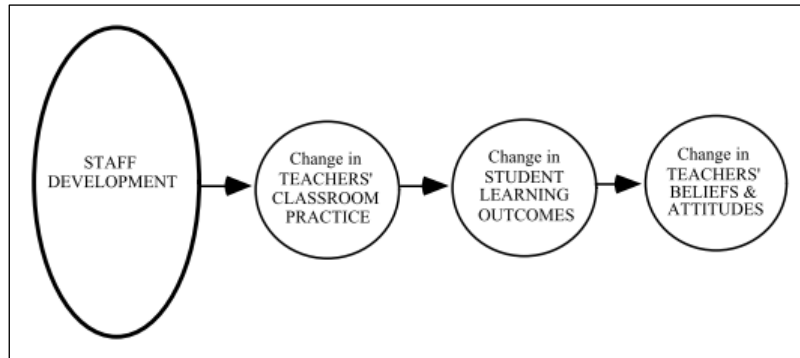 STAFF
DEVELOPMENT
Change in
TEACHERS'
CLASSROOM
PRACTICE
Change in
STUDENT
LEARNING
OUTCOMES
Change in
TEACHERS'
BELIEFS &
ATTITUDES